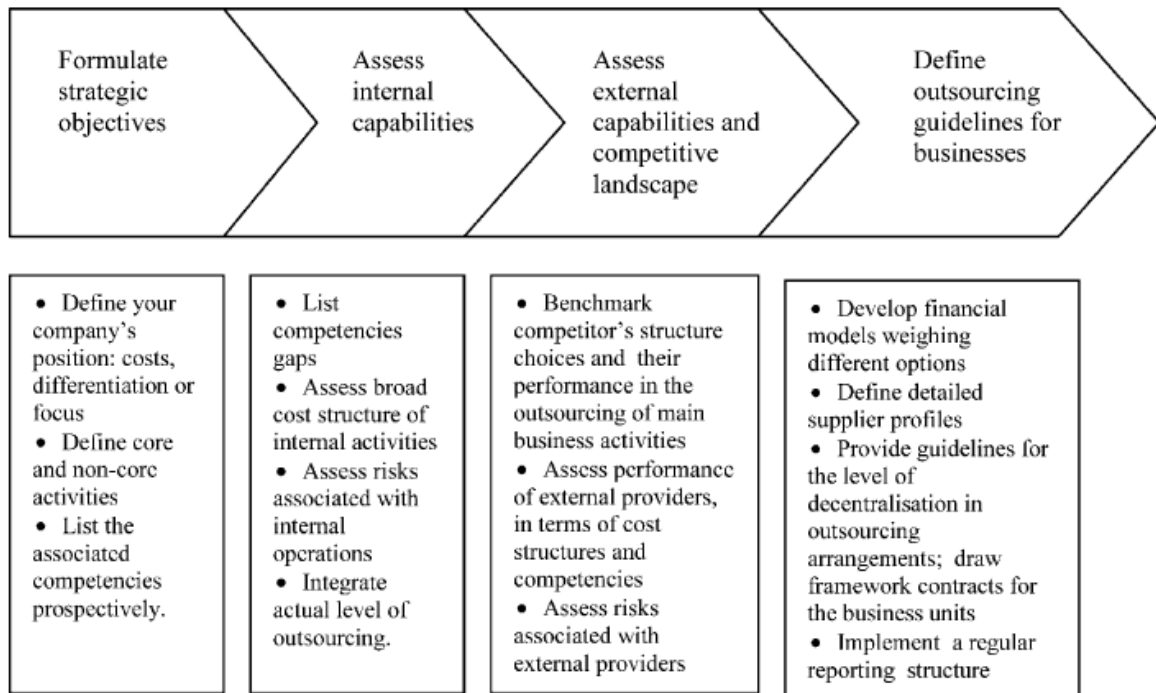 Formulate
strategic
objectives
Assess
internal
capabilities
Assess
external
capabilities and
competitive
landscape
Define
outsourcing
guidelines for
businesses
• Define your
company's
position: costs,
differentiation or
focus
• Define core
and non-core
activities
• List the
associated
competencies
prospectively.
• List
competencies
gaps
• Assess broad
cost structure of
internal activities
• Assess risks
associated with
internal
operations
• Integrate
actual level of
outsourcing.
• Benchmark
competitor's structure
choices and their
performance in the
outsourcing of main
business activities
• Assess performance
of external providers,
in terms of cost
structures and
competencies
• Assess risks
associated with
external providers
• Develop financial
models weighing
different options
• Define detailed
supplier profiles
• Provide guidelines for
the level of
decentralisation in
outsourcing
arrangements; draw
framework contracts for
the business units
• Implement a regular
reporting structure